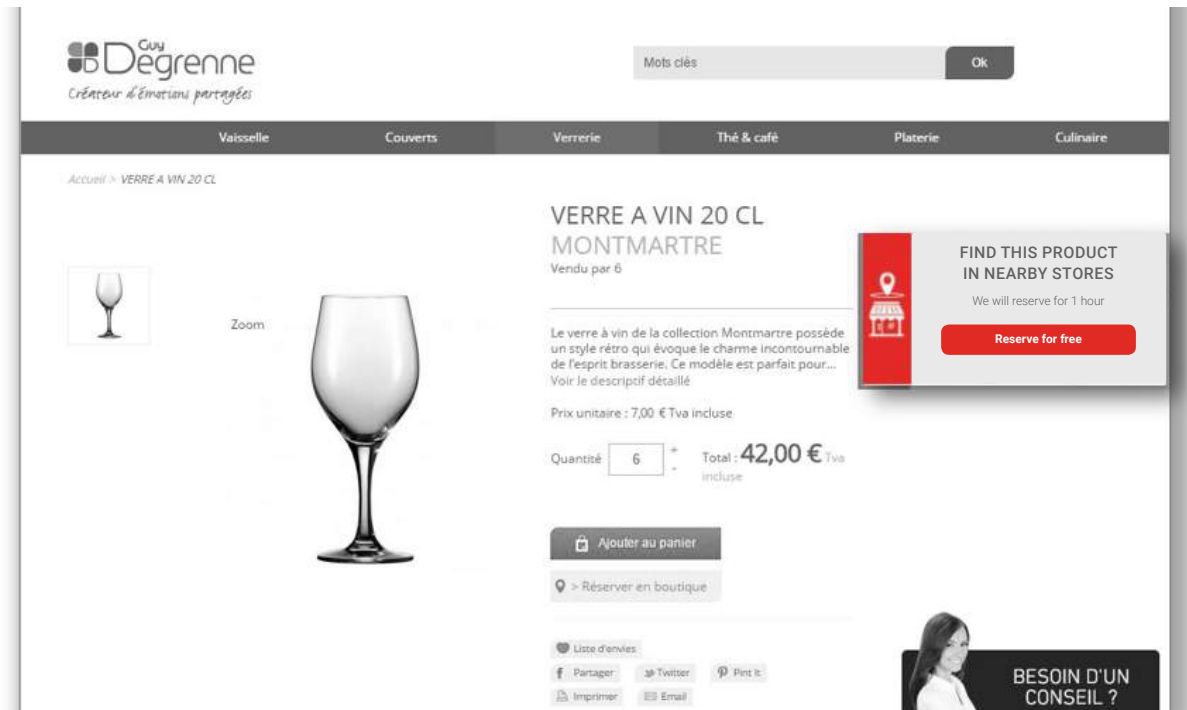 Guy
Degrenne
Créateur d'émotions partagées
Mots clés
Ok
Vaisselle
Couverts
Verrerie
Thé & café
Platerie
Culinaire
Accueil > VERRE A VIN 20 CL
VERRE A VIN 20 CL
MONTMARTRE
Vendu par 6
Zoom
Le verre à vin de la collection Montmartre possède
un style rétro qui évoque le charme incontournable
de l'esprit brasserie. Ce modèle est parfait pour...
Voir le descriptif détaillé
Prix unitaire : 7,00 € Tva incluse
Quantité 6 + -
Total : 42,00 € Tva
incluse
Ajouter au panier
> Réserver en boutique
Liste d'envies
Partager
Twitter
Pint It
Imprimer
Email
FIND THIS PRODUCT
IN NEARBY STORES
We will reserve for 1 hour
Reserve for free
BESOIN D'UN
CONSEIL ?